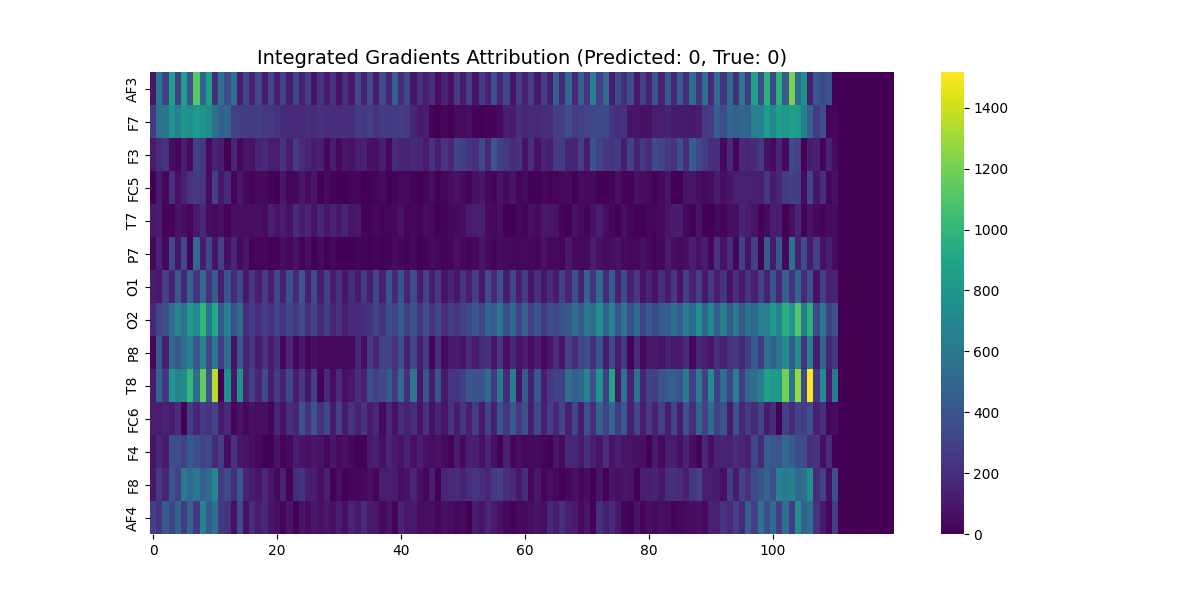 Integrated Gradients Attribution (Predicted: 0, True: 0)
AF3
F7
F3
FC5
T7
P7
O1
O2
P8
T8
FC6
F4
F8
AF4
0 20 40 60 80 100
1400
1200
1000
800
600
400
200
0